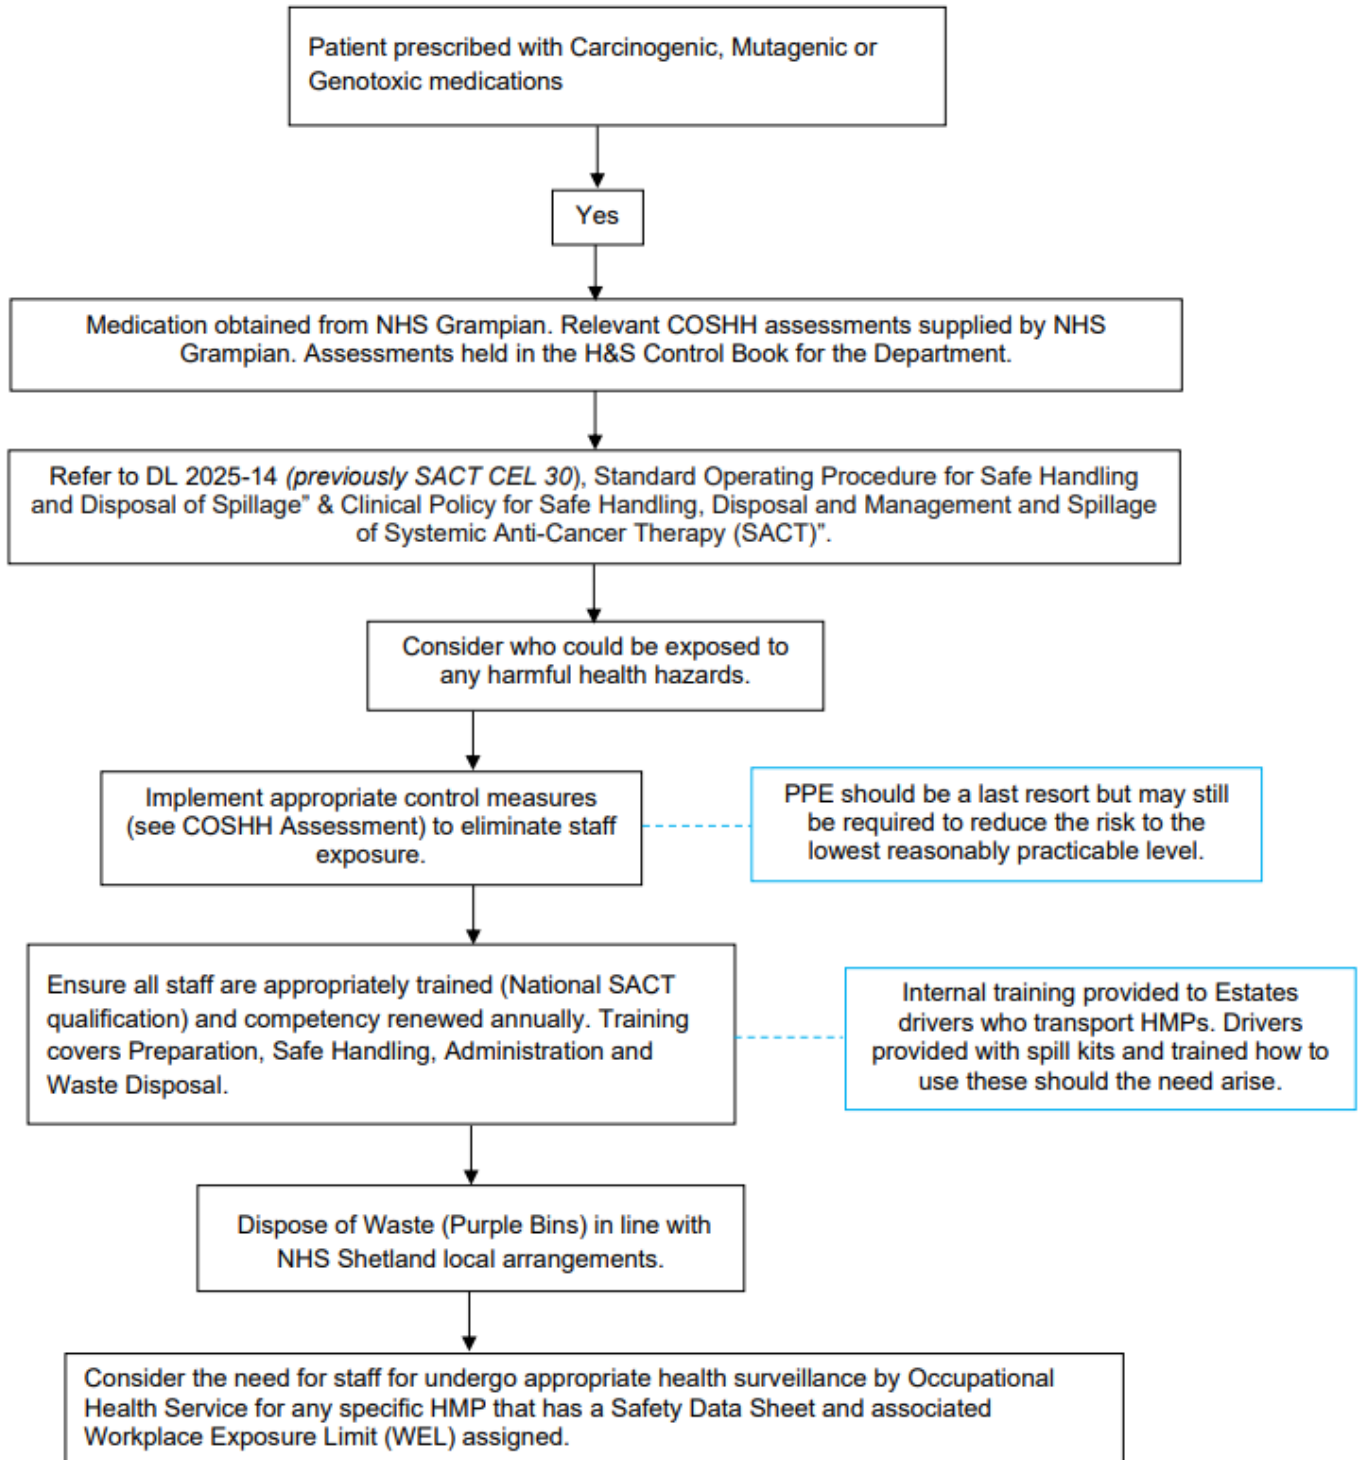 Patient prescribed with Carcinogenic, Mutagenic or
Genotoxic medications
Yes
Medication obtained from NHS Grampian. Relevant COSHH assessments supplied by NHS
Grampian. Assessments held in the H&S Control Book for the Department.
Refer to DL 2025-14 (previously SACT CEL 30), Standard Operating Procedure for Safe Handling
and Disposal of Spillage” & Clinical Policy for Safe Handling, Disposal and Management and Spillage
of Systemic Anti-Cancer Therapy (SACT)”.
Consider who could be exposed to
any harmful health hazards.
Implement appropriate control measures
(see COSHH Assessment) to eliminate staff
exposure.
PPE should be a last resort but may still
be required to reduce the risk to the
lowest reasonably practicable level.
Ensure all staff are appropriately trained (National SACT
qualification) and competency renewed annually. Training
covers Preparation, Safe Handling, Administration and
Waste Disposal.
Internal training provided to Estates
drivers who transport HMPs. Drivers
provided with spill kits and trained how to
use these should the need arise.
Dispose of Waste (Purple Bins) in line with
NHS Shetland local arrangements.
Consider the need for staff for undergo appropriate health surveillance by Occupational
Health Service for any specific HMP that has a Safety Data Sheet and associated
Workplace Exposure Limit (WEL) assigned.